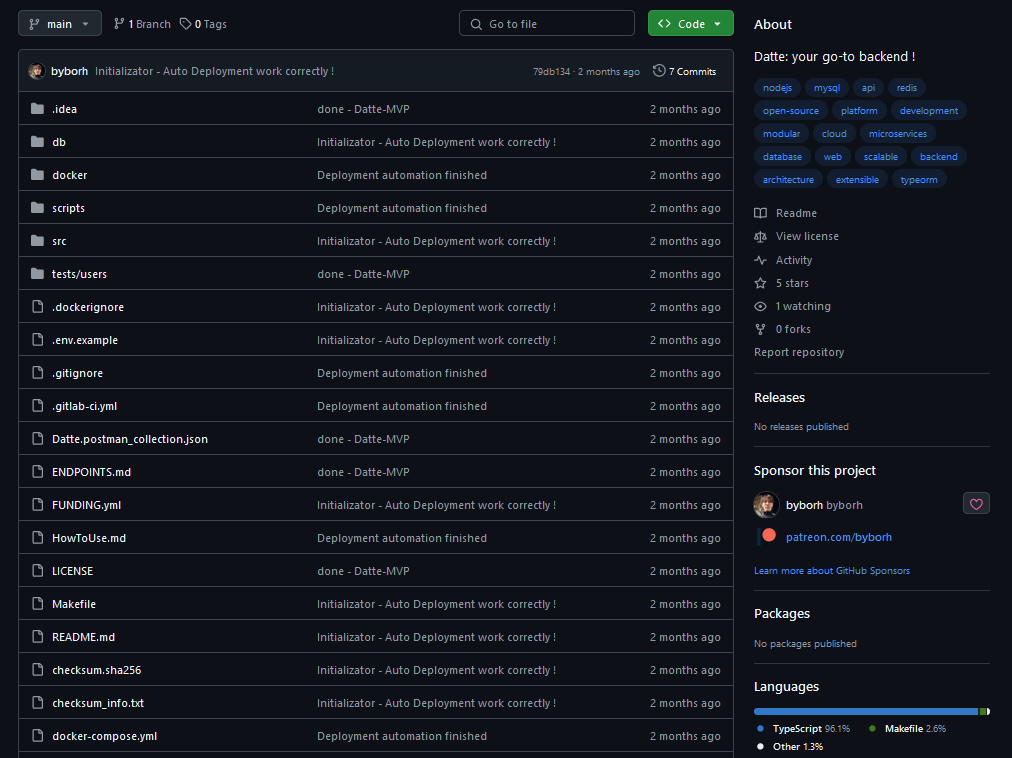 main
1 Branch
0 Tags
Go to file
<> Code
byborh Initializator - Auto Deployment work correctly !
79db134 · 2 months ago
7 Commits
.idea done - Datte-MVP 2 months ago
db Initializator - Auto Deployment work correctly ! 2 months ago
docker Deployment automation finished 2 months ago
scripts Deployment automation finished 2 months ago
src Initializator - Auto Deployment work correctly ! 2 months ago
tests/users done - Datte-MVP 2 months ago
.dockerignore Initializator - Auto Deployment work correctly ! 2 months ago
.env.example Initializator - Auto Deployment work correctly ! 2 months ago
.gitignore Deployment automation finished 2 months ago
.gitlab-ci.yml Deployment automation finished 2 months ago
Datte.postman_collection.json done - Datte-MVP 2 months ago
ENDPOINTS.md done - Datte-MVP 2 months ago
FUNDING.yml Initializator - Auto Deployment work correctly ! 2 months ago
HowToUse.md Deployment automation finished 2 months ago
LICENSE done - Datte-MVP 2 months ago
Makefile Initializator - Auto Deployment work correctly ! 2 months ago
README.md Initializator - Auto Deployment work correctly ! 2 months ago
checksum.sha256 Initializator - Auto Deployment work correctly ! 2 months ago
checksum_info.txt Initializator - Auto Deployment work correctly ! 2 months ago
docker-compose.yml Deployment automation finished 2 months ago
About
Datte: your go-to backend !
nodejs mysql api redis
open-source platform development
modular cloud microservices
database web scalable backend
architecture extensible typeorm
Readme
View license
Activity
5 stars
1 watching
0 forks
Report repository
Releases
No releases published
Sponsor this project
byborh byborh
patreon.com/byborh
Learn more about GitHub Sponsors
Packages
No packages published
Languages
TypeScript 96.1% Makefile 2.6%
Other 1.3%